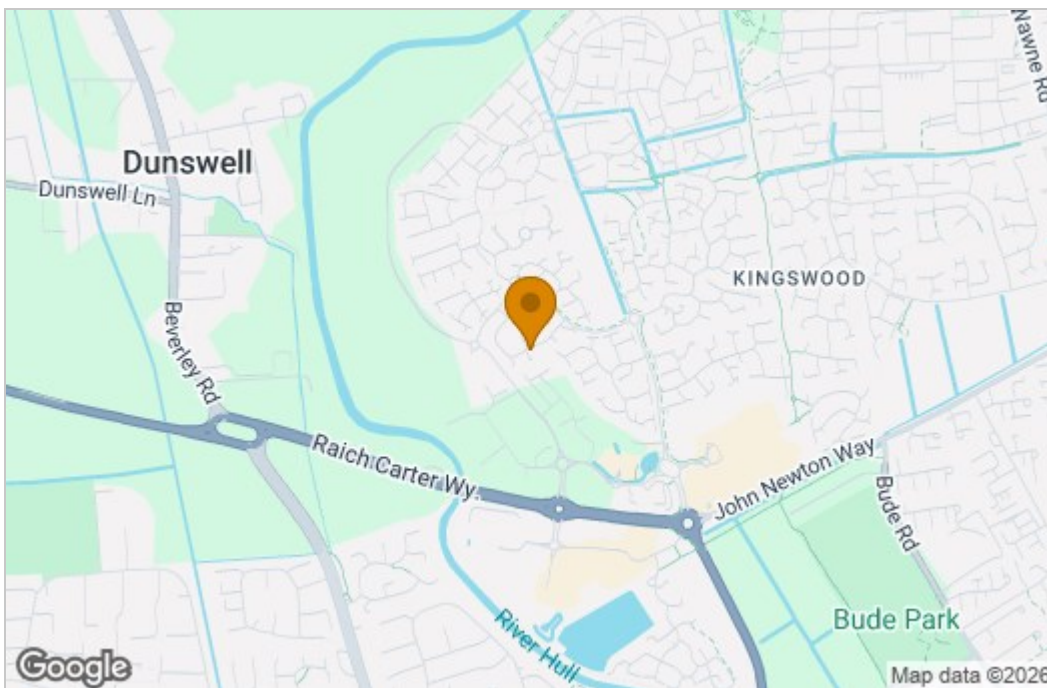 Nawne Rd
Dunswell
Dunswell Ln
KINGSWOOD
Beverley Rd
Raich Carter Wy.
John Newton Way
Bude Rd
River Hull
Bude Park
Google
Map data ©2026